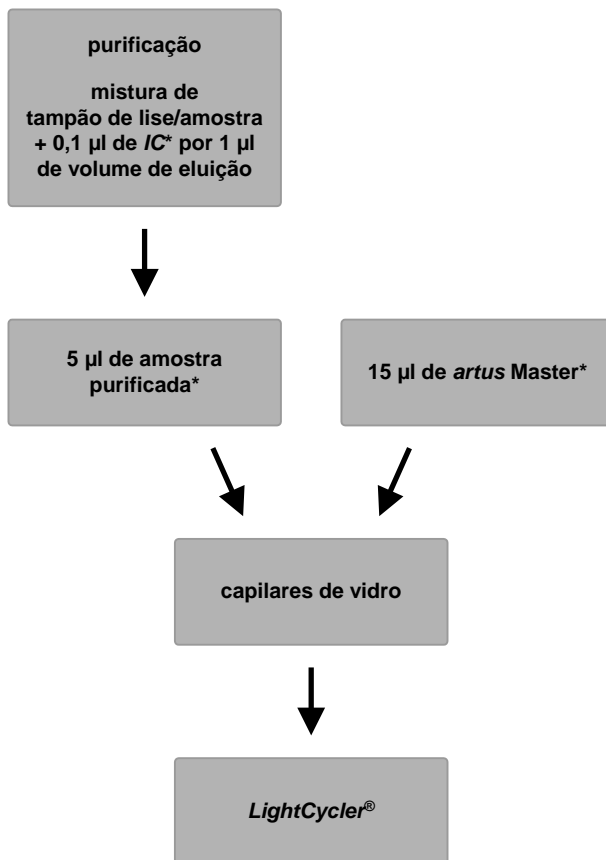 purificação
mistura de
tampão de lise/amostra
+ 0,1 µl de IC* por 1 µl
de volume de eluição
5 µl de amostra
purificada*
15 µl de artus Master*
capilares de vidro
LightCycler®